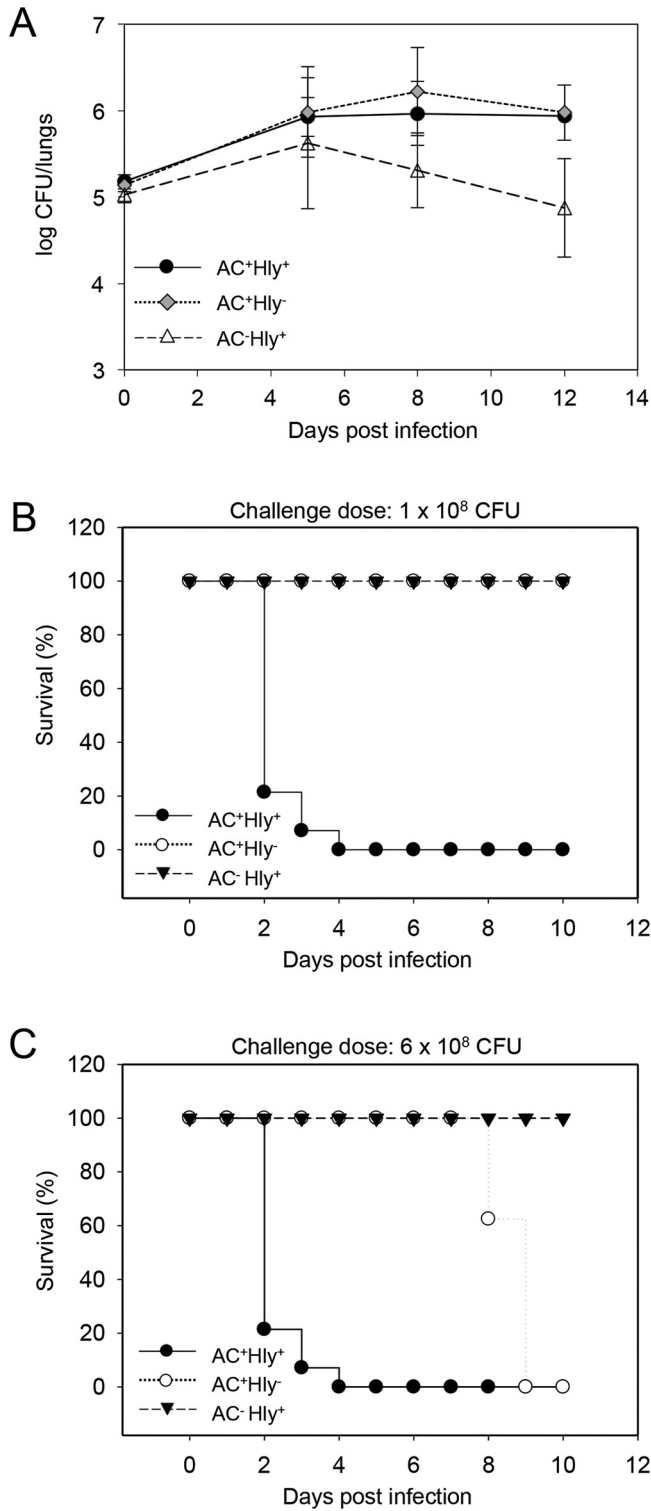 A
7
6
5
4
3
log CFU/lungs
AC⁺Hly⁺
AC⁺Hly⁻
AC⁻Hly⁺
0 2 4 6 8 10 12 14
Days post infection
B
Challenge dose: 1 x 10⁸ CFU
120
100
80
60
40
20
0
Survival (%)
AC⁺Hly⁺
AC⁺Hly⁻
AC⁻ Hly⁺
0 2 4 6 8 10 12
Days post infection
C
Challenge dose: 6 x 10⁸ CFU
120
100
80
60
40
20
0
Survival (%)
AC⁺Hly⁺
AC⁺Hly⁻
AC⁻ Hly⁺
0 2 4 6 8 10 12
Days post infection